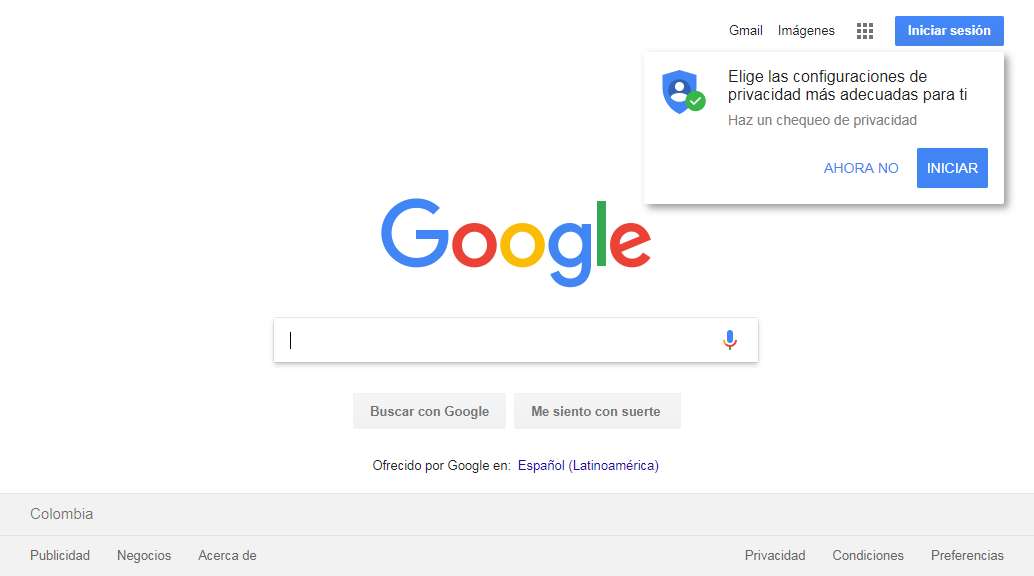 Gmail Imágenes Iniciar sesión
Elige las configuraciones de
privacidad más adecuadas para ti
Haz un chequeo de privacidad
AHORA NO INICIAR
Google
Buscar con Google Me siento con suerte
Ofrecido por Google en: Español (Latinoamérica)
Colombia
Publicidad Negocios Acerca de Privacidad Condiciones Preferencias